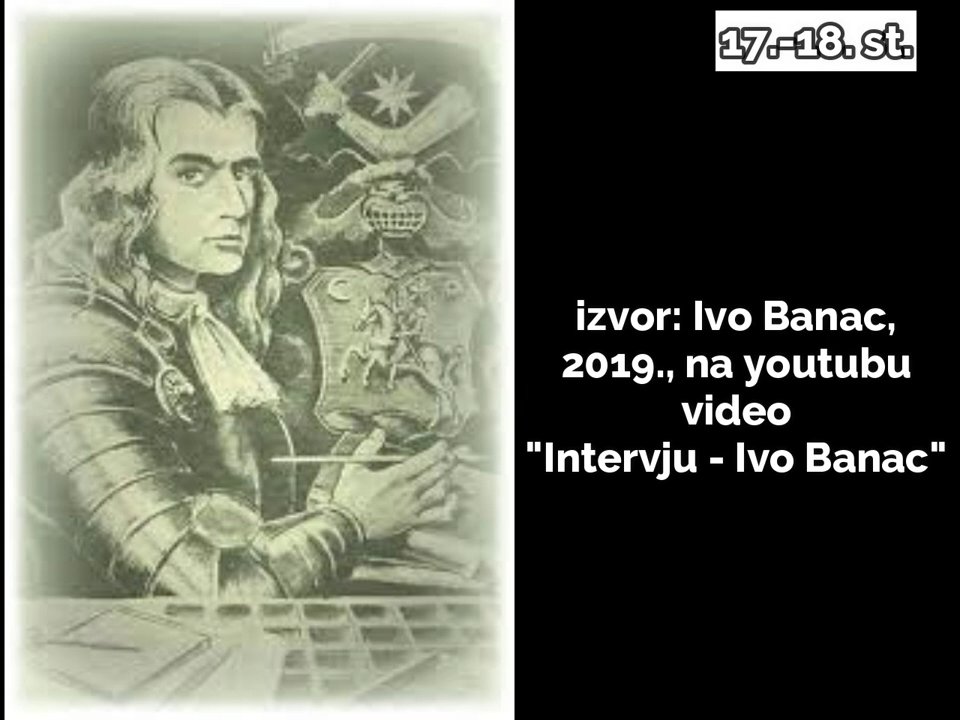 17.-18. st.
izvor: Ivo Banac,
2019., na youtubu
video
"Intervju - Ivo Banac"